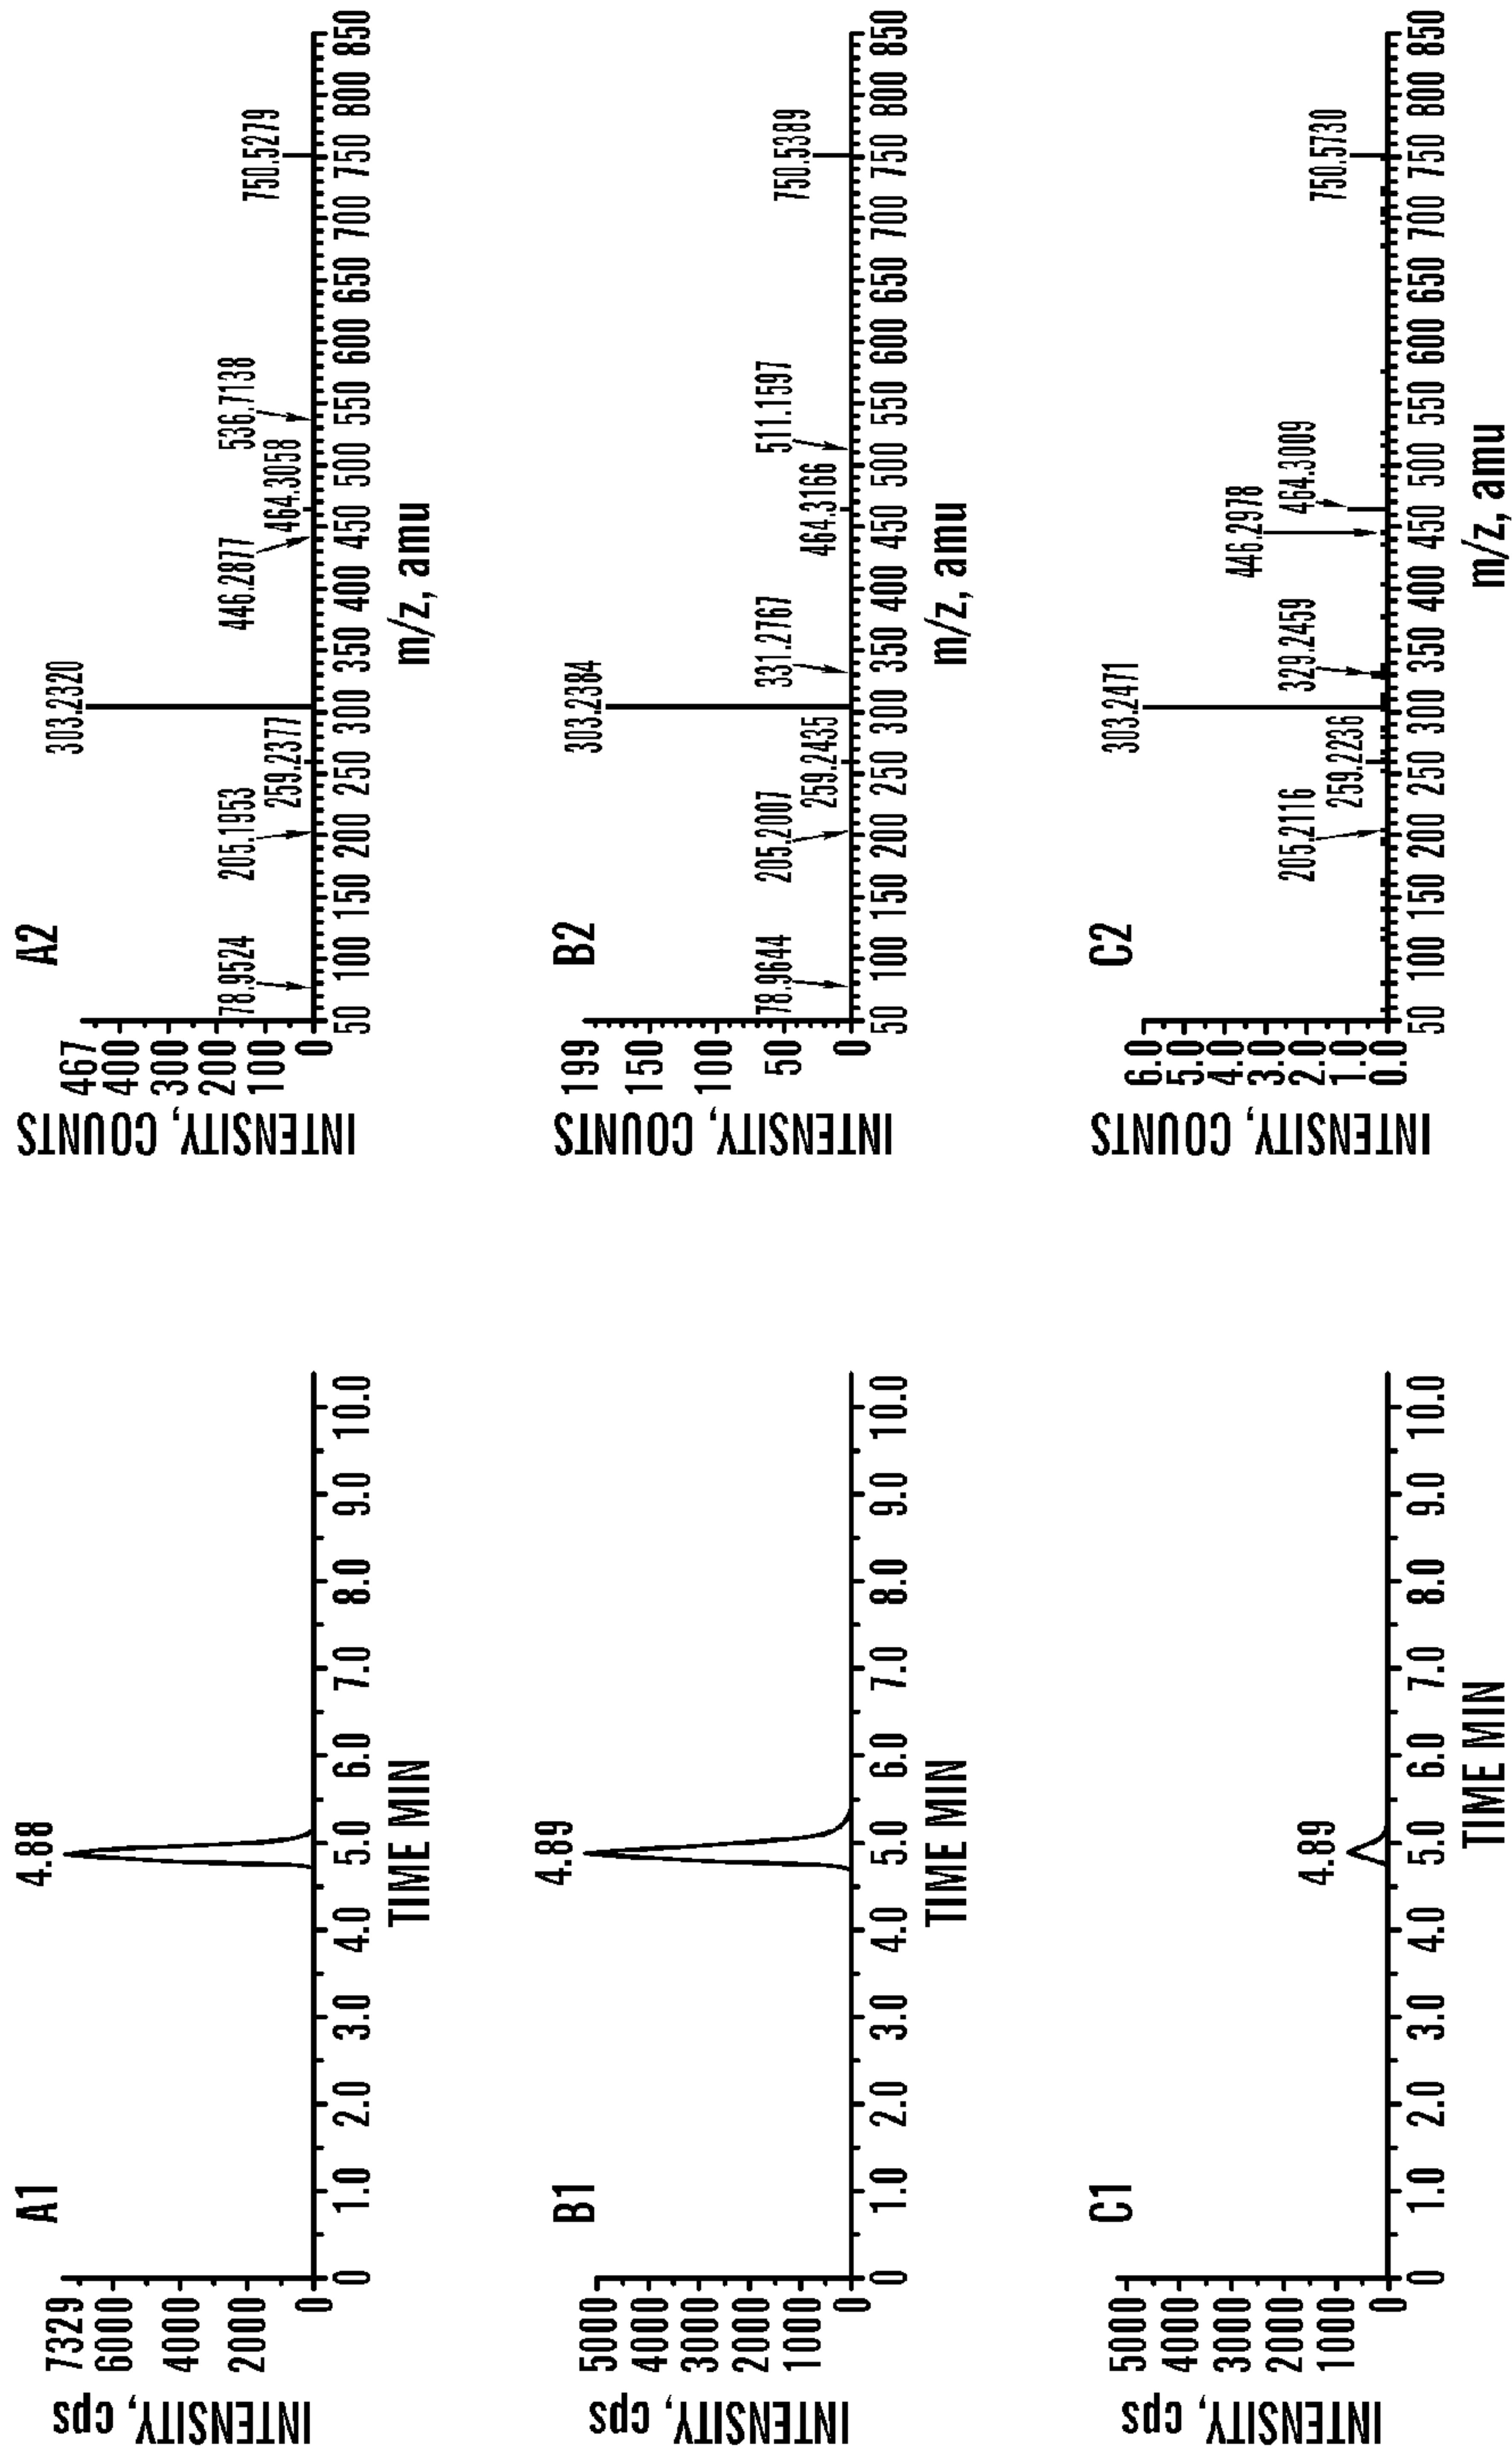 A1
INTENSITY, cps
7329
6000
4000
2000
0
4.88
0 1.0 2.0 3.0 4.0 5.0 6.0 7.0 8.0 9.0 10.0
TIME MIN
A2
INTENSITY, COUNTS
467
400
300
200
100
0
78.9524
205.1953
259.2377
303.2320
446.2877
464.3058
536.7138
750.5279
50 100 150 200 250 300 350 400 450 500 550 600 650 700 750 800 850
m/z, amu
B1
INTENSITY, cps
5000
4000
3000
2000
1000
0
4.89
0 1.0 2.0 3.0 4.0 5.0 6.0 7.0 8.0 9.0 10.0
TIME MIN
B2
INTENSITY, COUNTS
199
150
100
50
0
78.9644
205.2007
259.2435
303.2384
331.2767
464.3166
511.1597
750.5389
50 100 150 200 250 300 350 400 450 500 550 600 650 700 750 800 850
m/z, amu
C1
INTENSITY, cps
5000
4000
3000
2000
1000
0
4.89
0 1.0 2.0 3.0 4.0 5.0 6.0 7.0 8.0 9.0 10.0
TIME MIN
C2
INTENSITY, COUNTS
6.0
5.0
4.0
3.0
2.0
1.0
0.0
205.2116
259.2236
303.2471
329.2459
446.2978
464.3009
750.5730
50 100 150 200 250 300 350 400 450 500 550 600 650 700 750 800 850
m/z, amu